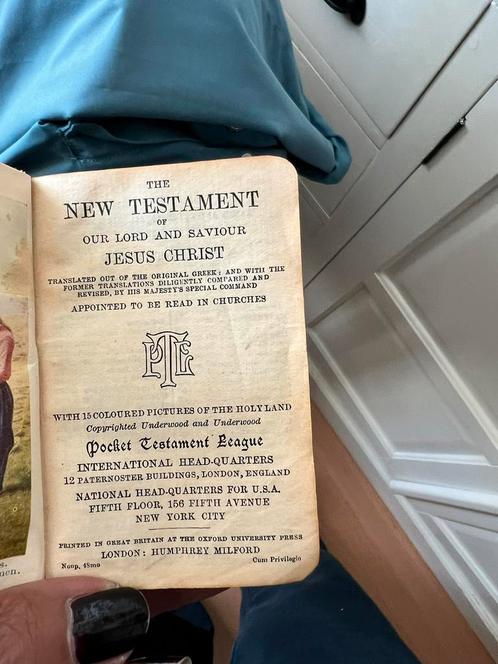 THE
NEW TESTAMENT
OF
OUR LORD AND SAVIOUR
JESUS CHRIST
TRANSLATED OUT OF THE ORIGINAL GREEK: AND WITH THE
FORMER TRANSLATIONS DILIGENTLY COMPARED AND
REVISED, BY HIS MAJESTY'S SPECIAL COMMAND
APPOINTED TO BE READ IN CHURCHES
PTL
WITH 15 COLOURED PICTURES OF THE HOLY LAND
Copyrighted Underwood and Underwood
Pocket Testament League
INTERNATIONAL HEAD-QUARTERS
12 PATERNOSTER BUILDINGS, LONDON, ENGLAND
NATIONAL HEAD-QUARTERS FOR U.S.A.
FIFTH FLOOR, 156 FIFTH AVENUE
NEW YORK CITY
PRINTED IN GREAT BRITAIN AT THE OXFORD UNIVERSITY PRESS
LONDON: HUMPHREY MILFORD
Nonp. 48mo Cum Privilegio